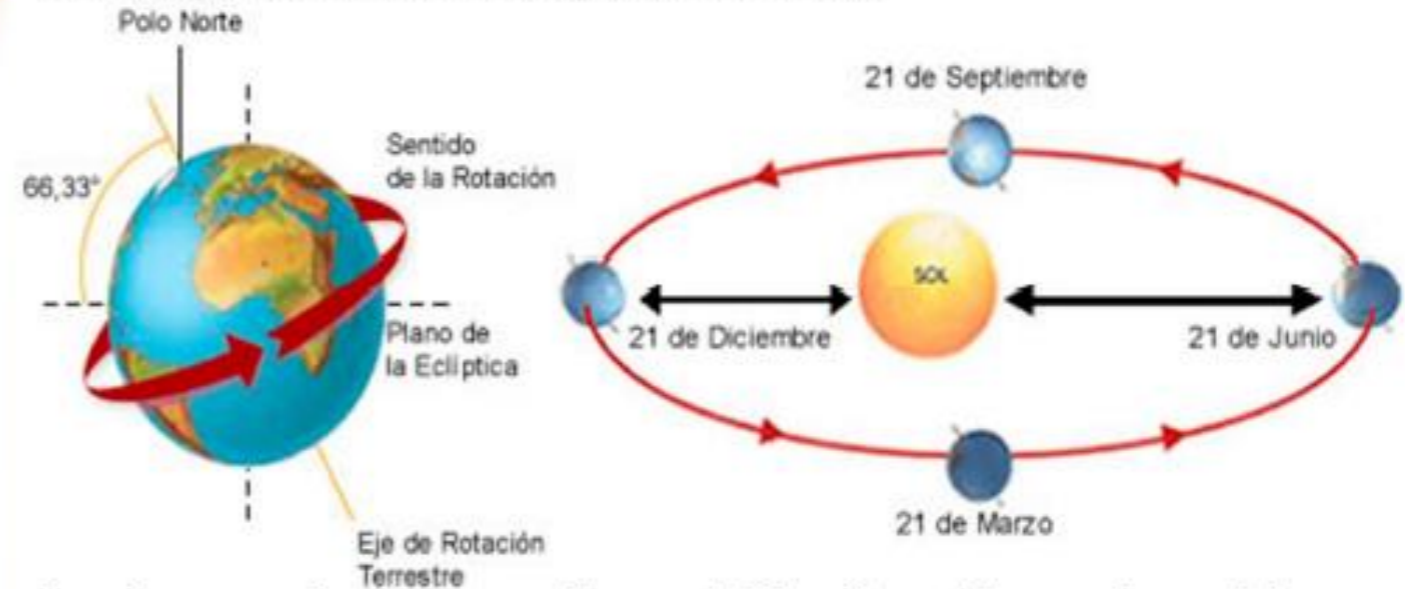 Polo Norte
66,33°
Sentido
de la Rotación
Plano de
la Eclíptica
Eje de Rotación
Terrestre
21 de Septiembre
SOL
21 de Diciembre
21 de Junio
21 de Marzo